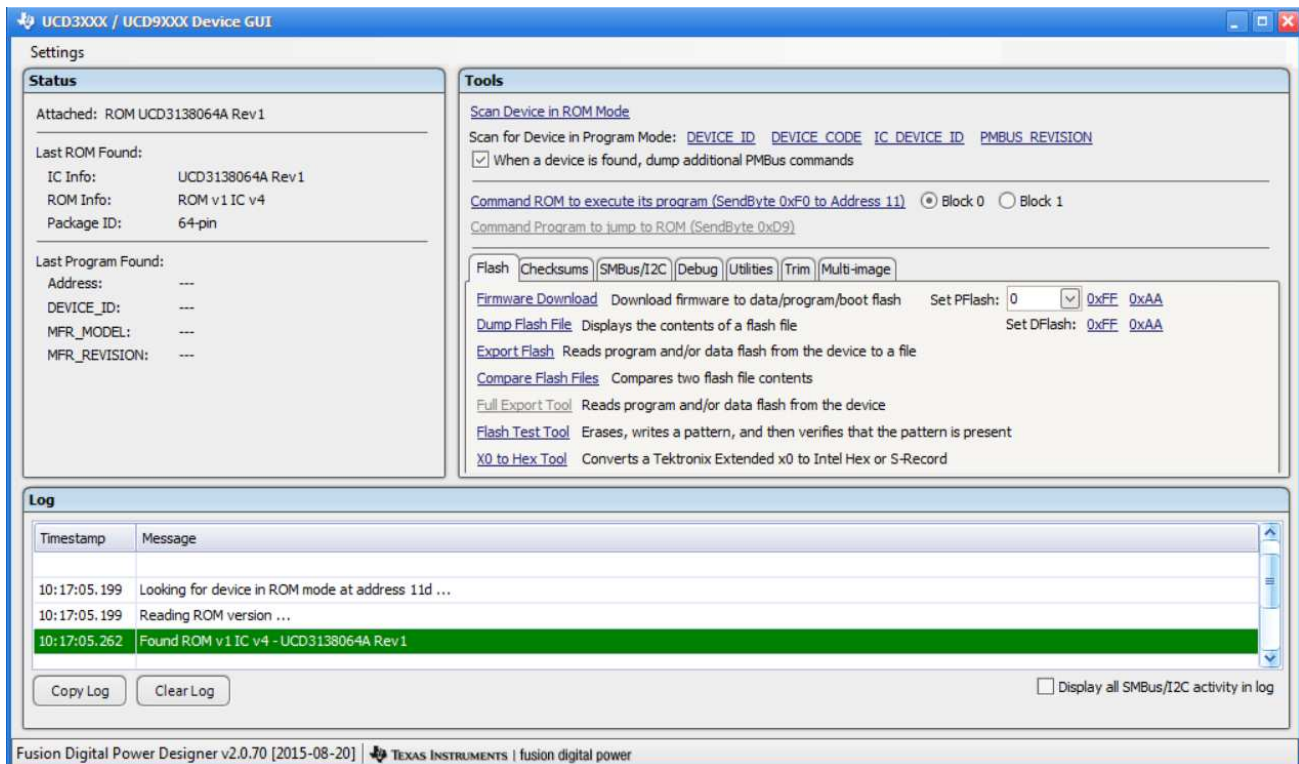 UCD3XXX / UCD9XXX Device GUI
Settings
Status
Attached: ROM UCD3138064A Rev1
Last ROM Found:
IC Info: UCD3138064A Rev1
ROM Info: ROM v1 IC v4
Package ID: 64-pin
Last Program Found:
Address: ---
DEVICE_ID: ---
MFR_MODEL: ---
MFR_REVISION: ---
Tools
Scan Device in ROM Mode
Scan for Device in Program Mode: DEVICE_ID DEVICE_CODE IC_DEVICE_ID PMBUS_REVISION
When a device is found, dump additional PMBus commands
Command ROM to execute its program (SendByte 0xF0 to Address 11) Block 0 Block 1
Command Program to jump to ROM (SendByte 0xD9)
Flash Checksums SMBus/I2C Debug Utilities Trim Multi-image
Firmware Download Download firmware to data/program/boot flash Set PFlash: 0 0xFF 0xAA
Dump Flash File Displays the contents of a flash file Set DFlash: 0xFF 0xAA
Export Flash Reads program and/or data flash from the device to a file
Compare Flash Files Compares two flash file contents
Full Export Tool Reads program and/or data flash from the device
Flash Test Tool Erases, writes a pattern, and then verifies that the pattern is present
X0 to Hex Tool Converts a Tektronix Extended x0 to Intel Hex or S-Record
Log
Timestamp Message
10:17:05.199 Looking for device in ROM mode at address 11d ...
10:17:05.199 Reading ROM version ...
10:17:05.262 Found ROM v1 IC v4 - UCD3138064A Rev1
Copy Log Clear Log Display all SMBus/I2C activity in log
Fusion Digital Power Designer v2.0.70 [2015-08-20] TEXAS INSTRUMENTS | fusion digital power